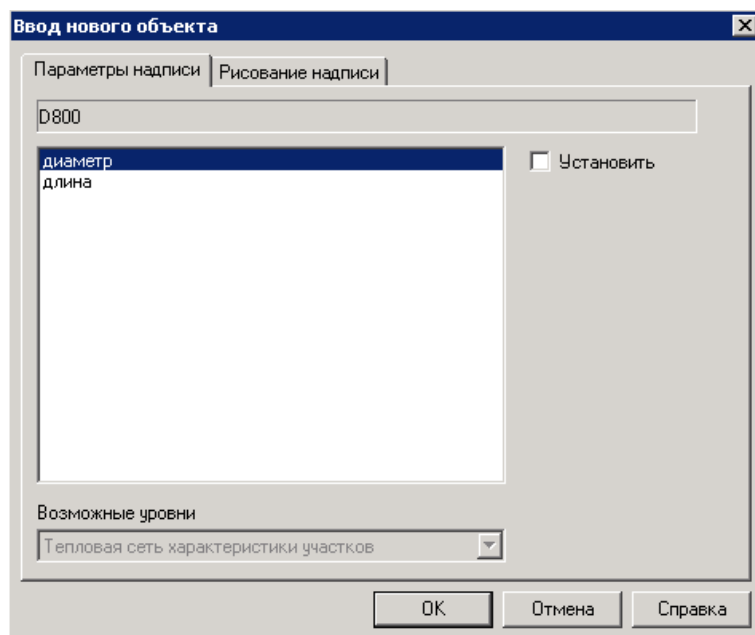 Ввод нового объекта
Параметры надписи
Рисование надписи
D800
диаметр
длина
Установить
Возможные уровни
Тепловая сеть характеристики участков
ОК
Отмена
Справка